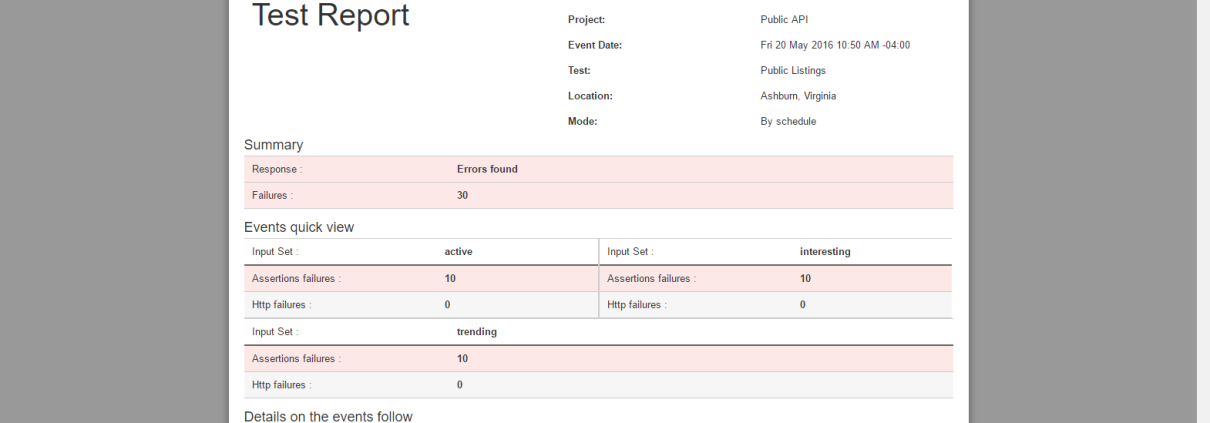 Test Report
Project: Public API
Event Date: Fri 20 May 2016 10:50 AM -04:00
Test: Public Listings
Location: Ashburn, Virginia
Mode: By schedule
Summary
Response : Errors found
Failures : 30
Events quick view
Input Set : active Input Set : interesting
Assertions failures : 10 Assertions failures : 10
Http failures : 0 Http failures : 0
Input Set : trending
Assertions failures : 10
Http failures : 0
Details on the events follow